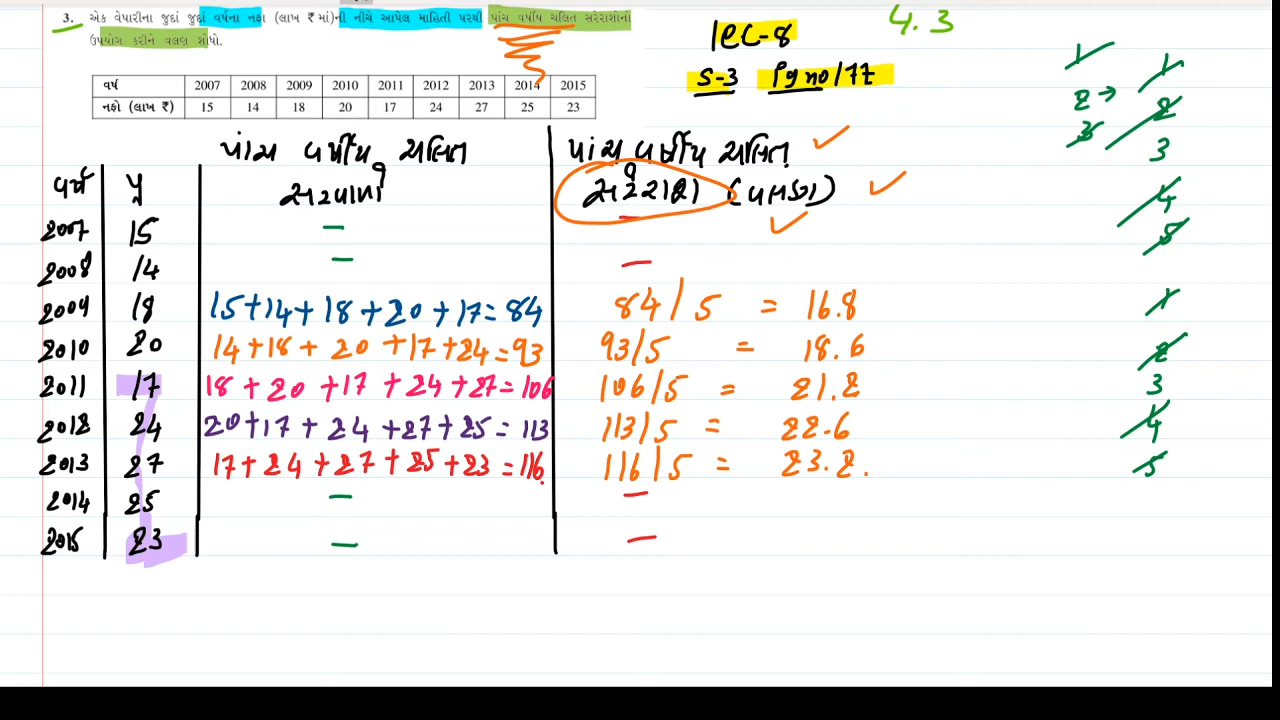 3. એક વેપારીના જુદાં જુદાં વર્ષના નફા (લાખ ₹ માં)ની નીચે આપેલ માહિતી પરથી પાંચ વર્ષીય ચલિત સરેરાશોનો
ઉપયોગ કરીને વલણ શોધો.
lec-8
4.3
S-3 Pg no/77
વર્ષ 2007 2008 2009 2010 2011 2012 2013 2014 2015
નફો (લાખ ₹) 15 14 18 20 17 24 27 25 23
પાંચ વર્ષીય ચલિત
પાંચ વર્ષીય ચલિત
વર્ષ y સરવાળો
સરેરાશ (વલણ)
2007 15 — —
2008 14 — —
2009 18 15+14+18+20+17=84 84/5 = 16.8
2010 20 14+18+20+17+24=93 93/5 = 18.6
2011 17 18+20+17+24+27=106 106/5 = 21.2
2012 24 20+17+24+27+25=113 113/5 = 22.6
2013 27 17+24+27+25+23=116. 116/5 = 23.2.
2014 25 — —
2015 23 — —
1
2 →
3
1
2
3
4
5
1
2
3
4
5